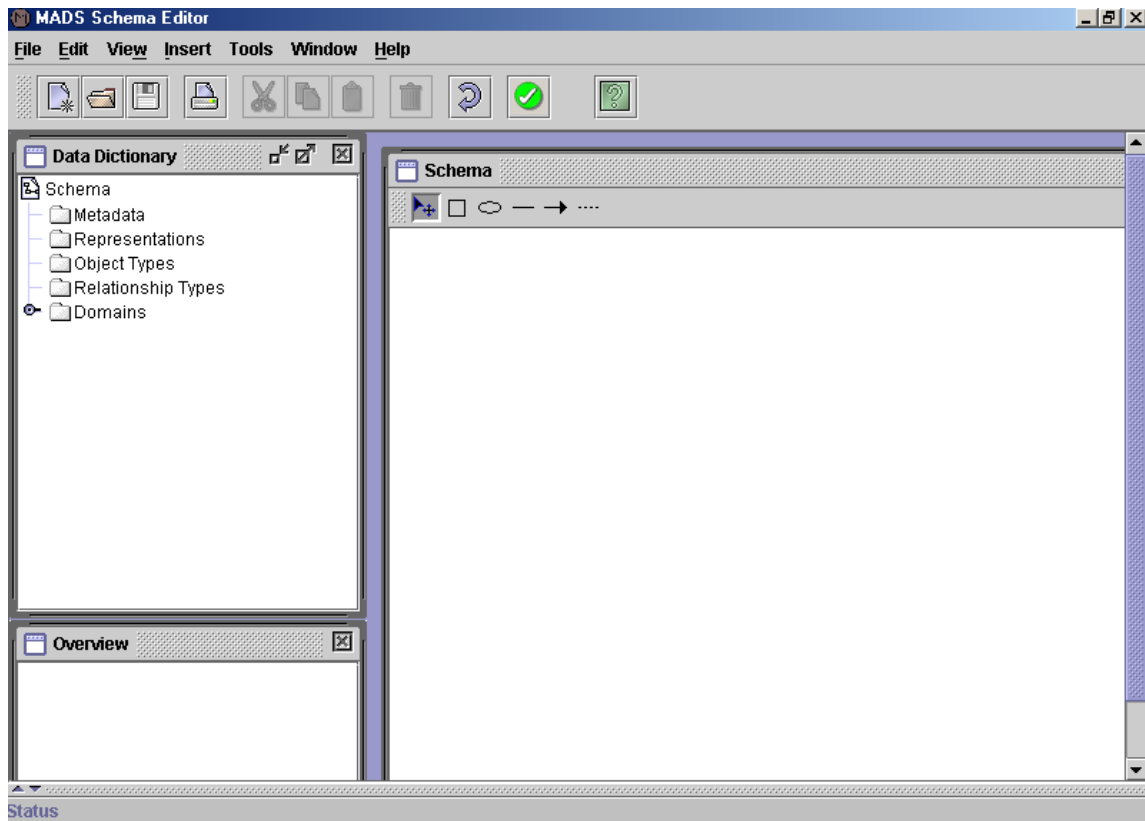 MADS Schema Editor
File Edit View Insert Tools Window Help
Data Dictionary
Schema
Metadata
Representations
Object Types
Relationship Types
Domains
Schema
Overview
Status